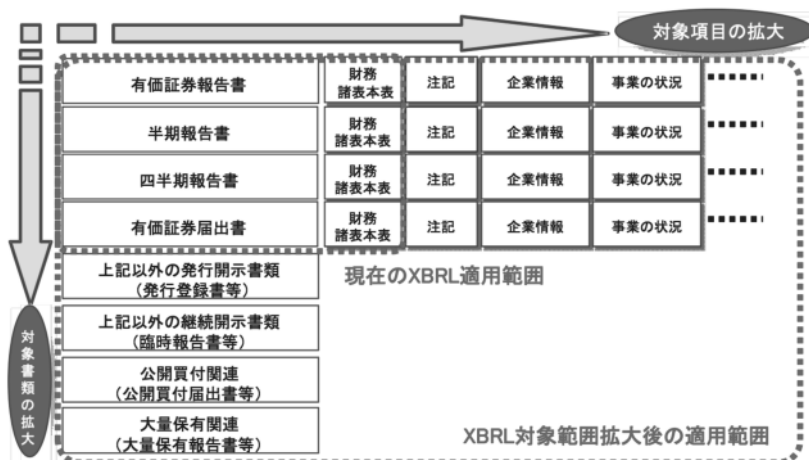 対象項目の拡大
有価証券報告書
財務
諸表本表
注記
企業情報
事業の状況
半期報告書
財務
諸表本表
注記
企業情報
事業の状況
四半期報告書
財務
諸表本表
注記
企業情報
事業の状況
有価証券届出書
財務
諸表本表
注記
企業情報
事業の状況
上記以外の発行開示書類
(発行登録書等)
現在のXBRL適用範囲
上記以外の継続開示書類
(臨時報告書等)
公開買付関連
(公開買付届出書等)
大量保有関連
(大量保有報告書等)
対象書類の拡大
XBRL対象範囲拡大後の適用範囲